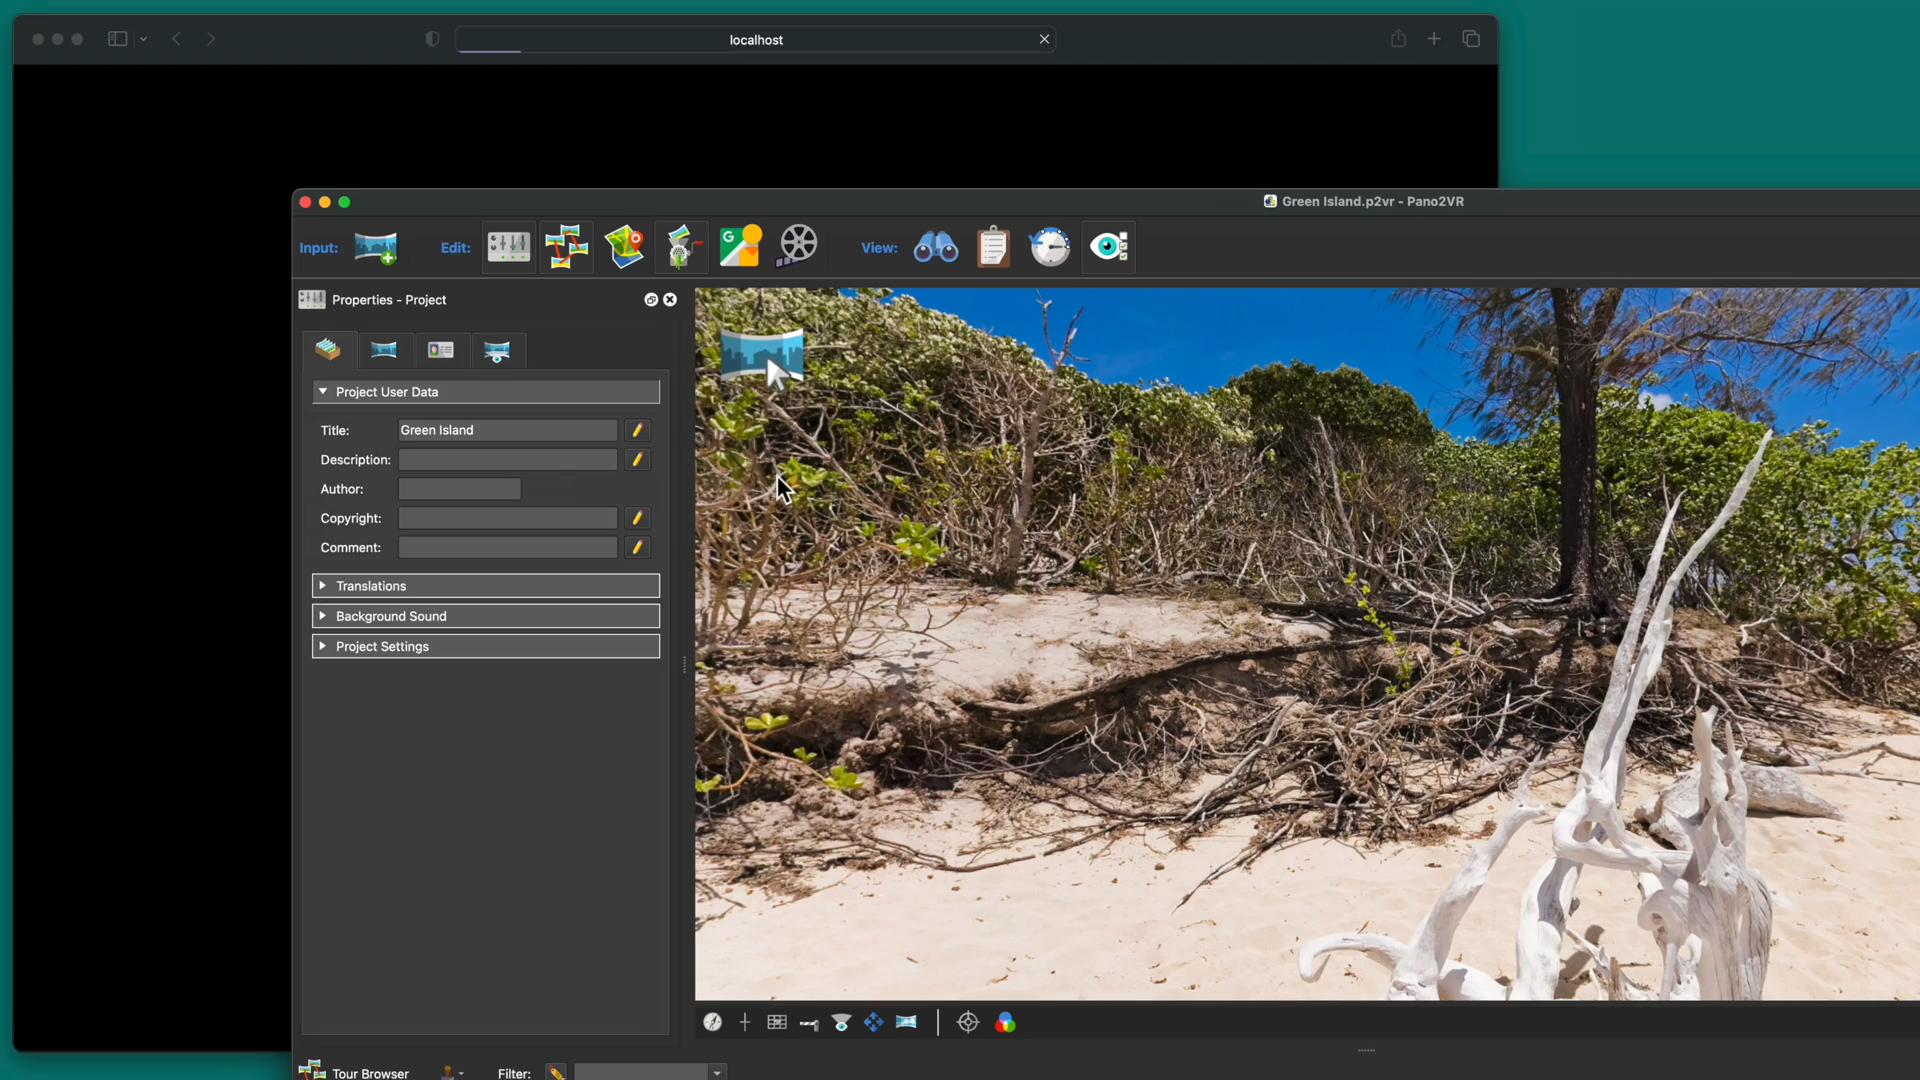 localhost
Green Island.p2vr - Pano2VR
Input:
Edit:
View:
Properties - Project
Project User Data
Title: Green Island
Description:
Author:
Copyright:
Comment:
Translations
Background Sound
Project Settings
Tour Browser
Filter: